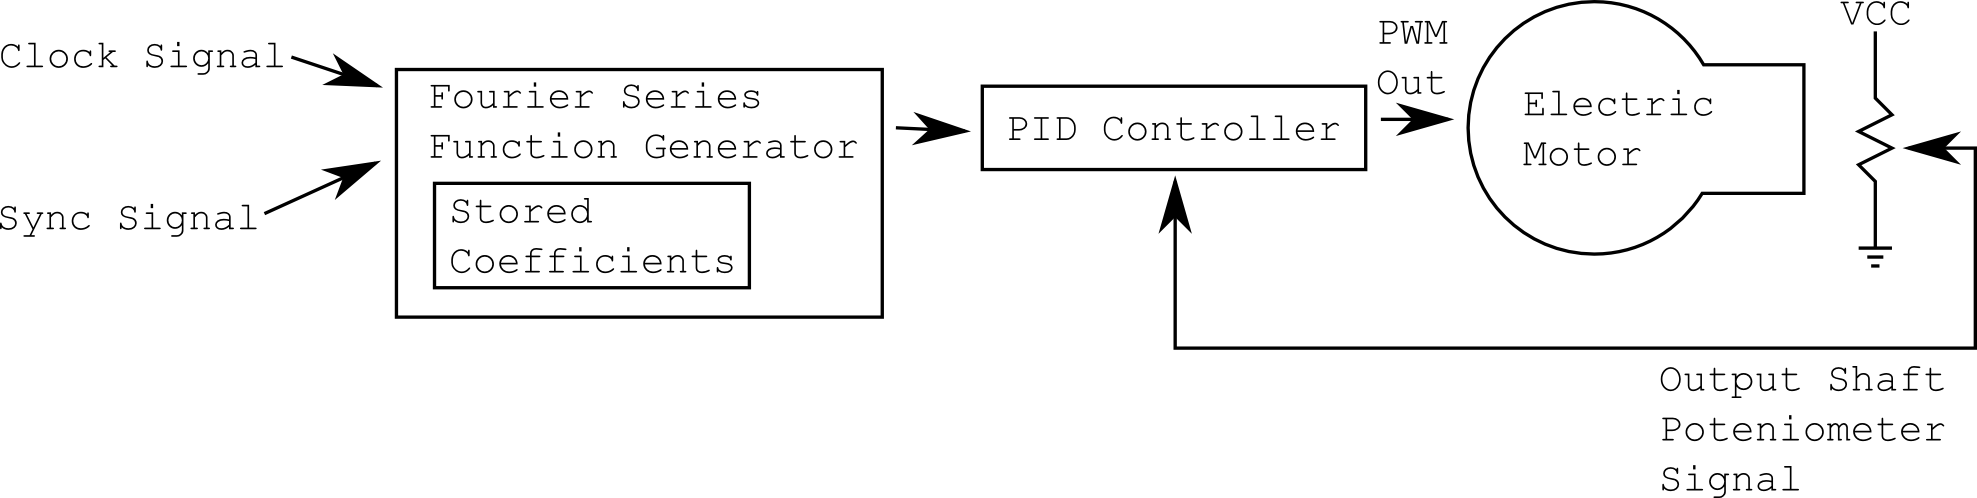 Clock Signal
Sync Signal
Fourier Series
Function Generator
Stored
Coefficients
PID Controller
PWM
Out
Electric
Motor
VCC
Output Shaft
Poteniometer
Signal